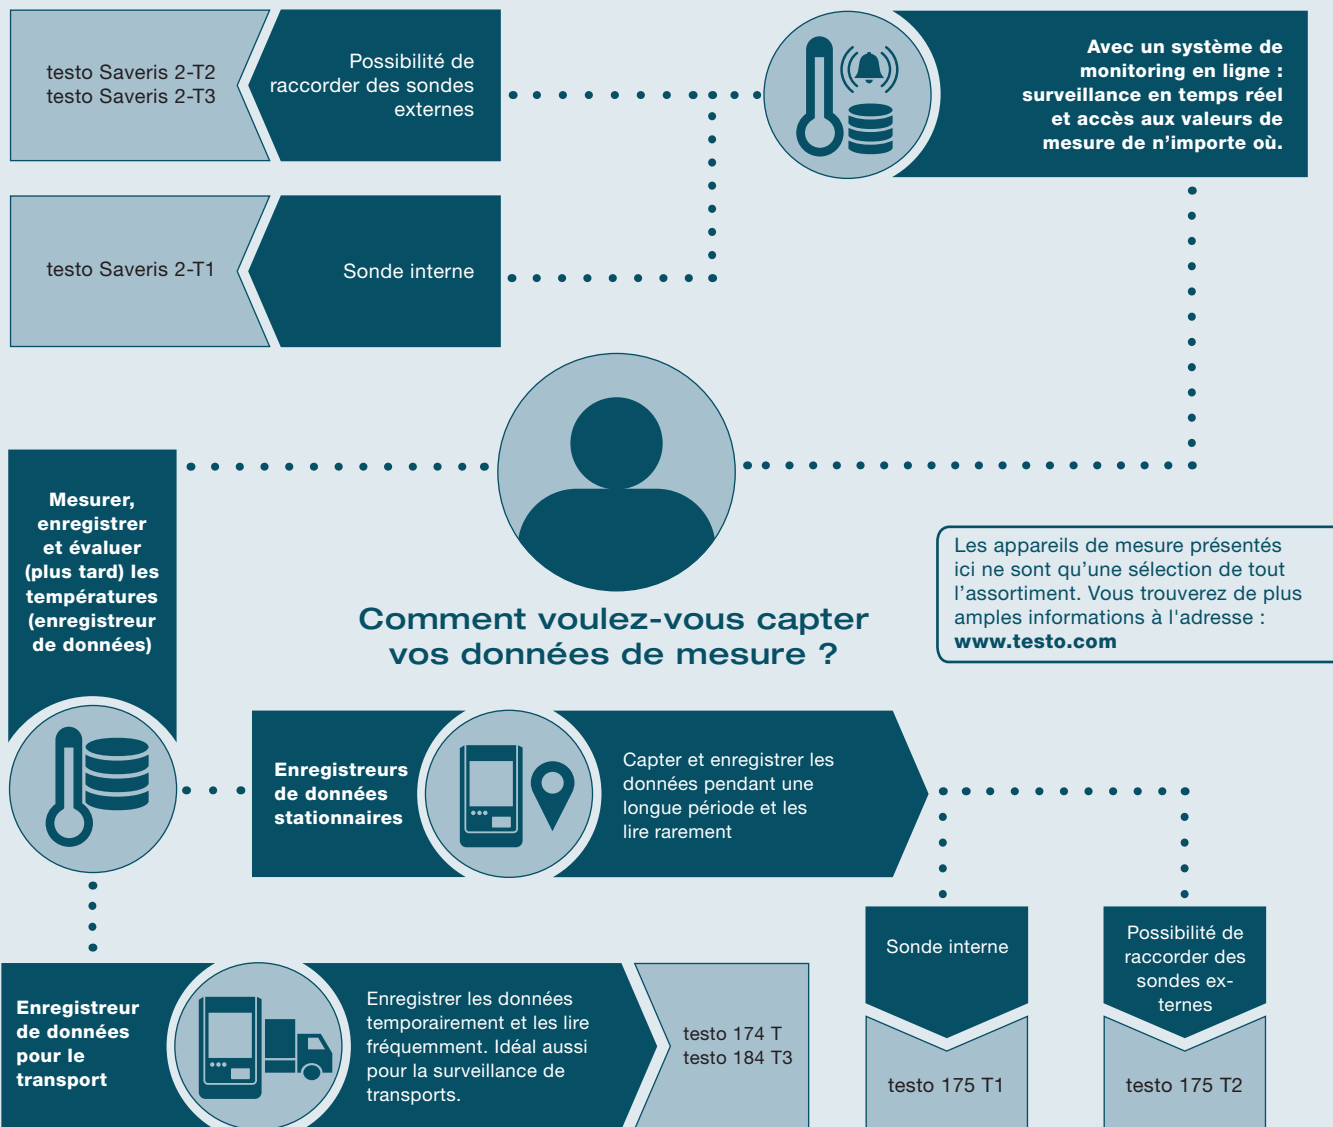 testo Saveris 2-T2
testo Saveris 2-T3
Possibilité de
raccorder des sondes
externes
Avec un système de
monitoring en ligne :
surveillance en temps réel
et accès aux valeurs de
mesure de n’importe où.
testo Saveris 2-T1
Sonde interne
Mesurer,
enregistrer
et évaluer
(plus tard) les
températures
(enregistreur
de données)
Comment voulez-vous capter
vos données de mesure ?
Les appareils de mesure présentés
ici ne sont qu’une sélection de tout
l’assortiment. Vous trouverez de plus
amples informations à l'adresse :
www.testo.com
Enregistreurs
de données
stationnaires
Capter et enregistrer les
données pendant une
longue période et les
lire rarement
Enregistreur
de données
pour le
transport
Enregistrer les données
temporairement et les lire
fréquemment. Idéal aussi
pour la surveillance de
transports.
testo 174 T
testo 184 T3
Sonde interne
testo 175 T1
Possibilité de
raccorder des
sondes ex-
ternes
testo 175 T2